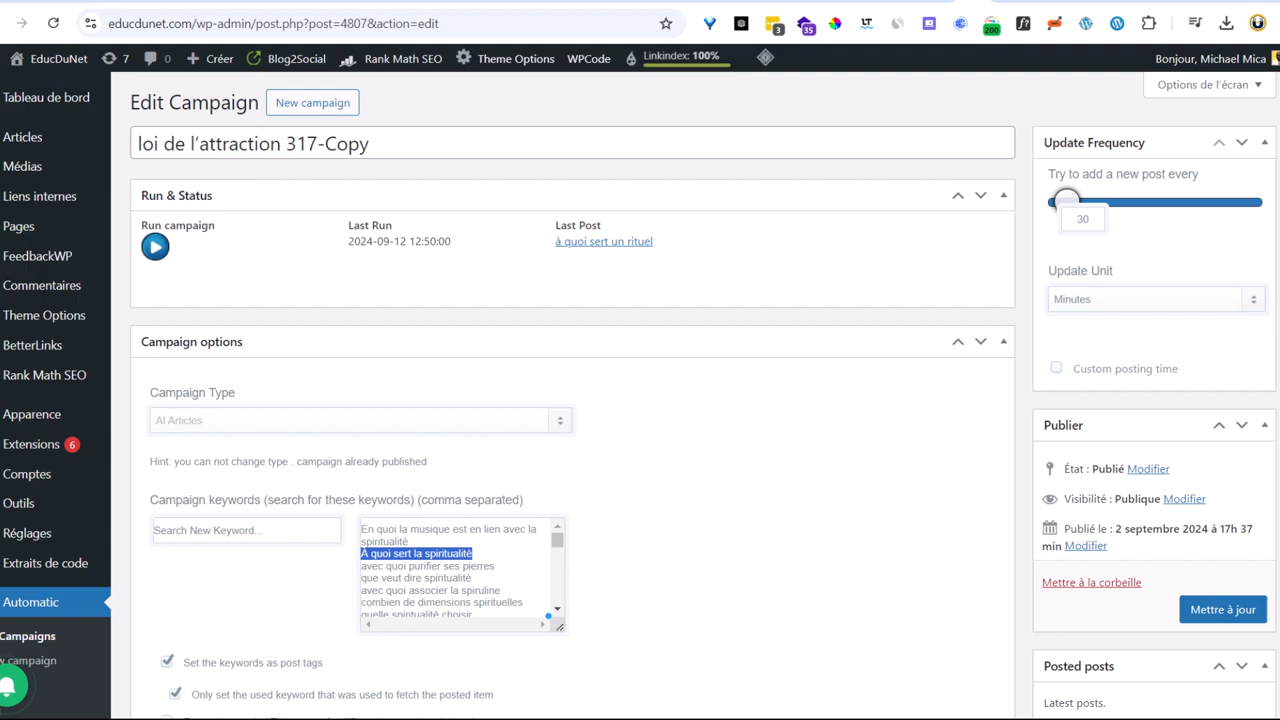 educdunet.com/wp-admin/post.php?post=4807&action=edit
3
35
LT
200
EducDuNet
7
0
Créer
Blog2Social
Rank Math SEO
Theme Options
WPCode
Linkindex: 100%
Bonjour, Michael Mica
Tableau de bord
Articles
Médias
Liens internes
Pages
FeedbackWP
Commentaires
Theme Options
BetterLinks
Rank Math SEO
Apparence
Extensions 6
Comptes
Outils
Réglages
Extraits de code
Automatic
Campaigns
campaign
Options de l'écran
Edit Campaign
New campaign
loi de l'attraction 317-Copy
Run & Status
Run campaign
Last Run
2024-09-12 12:50:00
Last Post
à quoi sert un rituel
Campaign options
Campaign Type
AI Articles
Hint: you can not change type . campaign already published
Campaign keywords (search for these keywords) (comma separated)
Search New Keyword...
En quoi la musique est en lien avec la
spiritualité
À quoi sert la spiritualité
avec quoi purifier ses pierres
que veut dire spiritualité
avec quoi associer la spiruline
combien de dimensions spirituelles
quelle spiritualité choisir
Set the keywords as post tags
Only set the used keyword that was used to fetch the posted item
Update Frequency
Try to add a new post every
30
Update Unit
Minutes
Custom posting time
Publier
État : Publié Modifier
Visibilité : Publique Modifier
Publié le : 2 septembre 2024 à 17h 37
min Modifier
Mettre à la corbeille
Mettre à jour
Posted posts
Latest posts.